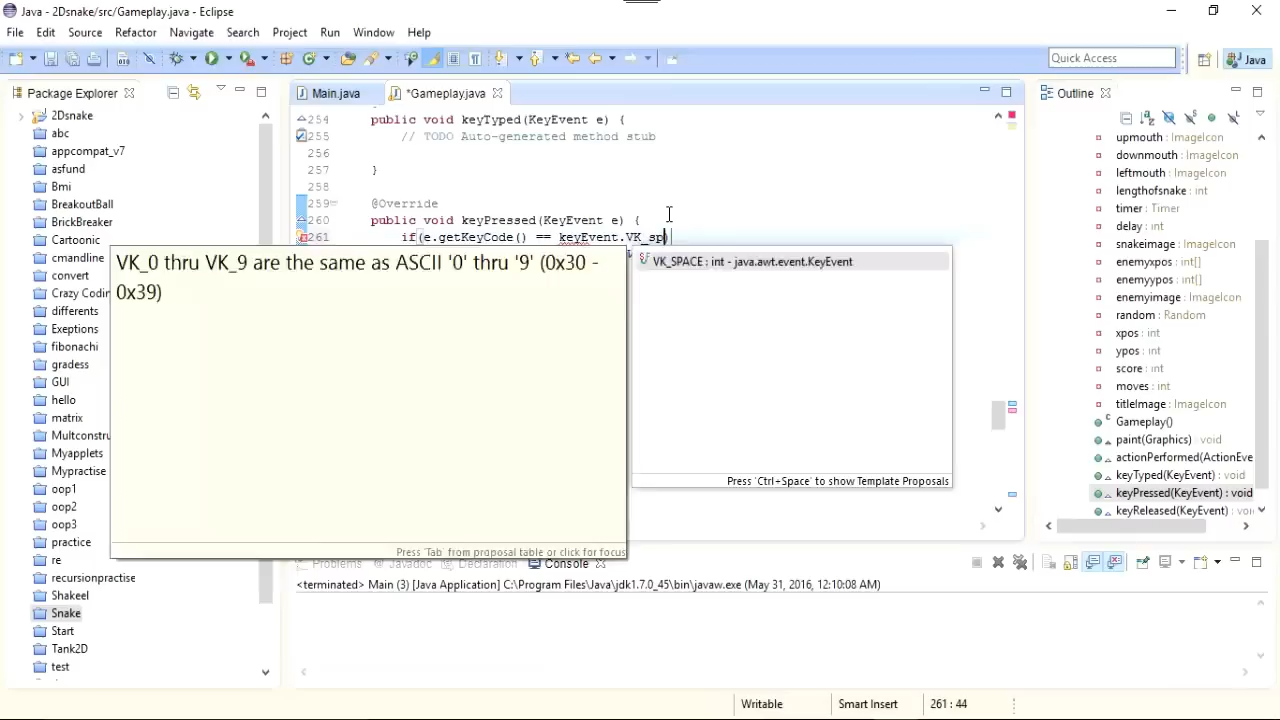 Java - 2Dsnake/src/Gameplay.java - Eclipse
File Edit Source Refactor Navigate Search Project Run Window Help
Quick Access
Java
Package Explorer
Main.java
*Gameplay.java
Outline
2Dsnake
abc
appcompat_v7
asfund
Bmi
BreakoutBall
BrickBreaker
Cartoonic
cmandline
convert
Crazy Codin
differents
Exeptions
fibonachi
gradess
GUI
hello
matrix
Multconstru
Myapplets
Mypractise
oop1
oop2
oop3
practice
re
recursionpractise
Shakeel
Snake
Start
Tank2D
test
254 public void keyTyped(KeyEvent e) {
255 // TODO Auto-generated method stub
256
257 }
258
259 @Override
260 public void keyPressed(KeyEvent e) {
261 if(e.getKeyCode() == keyEvent.VK_sp)
VK_0 thru VK_9 are the same as ASCII '0' thru '9' (0x30 -
0x39)
Press 'Tab' from proposal table or click for focus
VK_SPACE : int - java.awt.event.KeyEvent
Press 'Ctrl+Space' to show Template Proposals
upmouth : ImageIcon
downmouth : ImageIcon
leftmouth : ImageIcon
lengthofsnake : int
timer : Timer
delay : int
snakeimage : ImageIcon
enemyxpos : int[]
enemyypos : int[]
enemyimage : ImageIcon
random : Random
xpos : int
ypos : int
score : int
moves : int
titleImage : ImageIcon
Gameplay()
paint(Graphics) : void
actionPerformed(ActionEve
keyTyped(KeyEvent) : void
keyPressed(KeyEvent) : void
keyReleased(KeyEvent) : vo
Problems Javadoc Declaration Console
<terminated> Main (3) [Java Application] C:\Program Files\Java\jdk1.7.0_45\bin\javaw.exe (May 31, 2016, 12:10:08 AM)
Writable Smart Insert 261 : 44